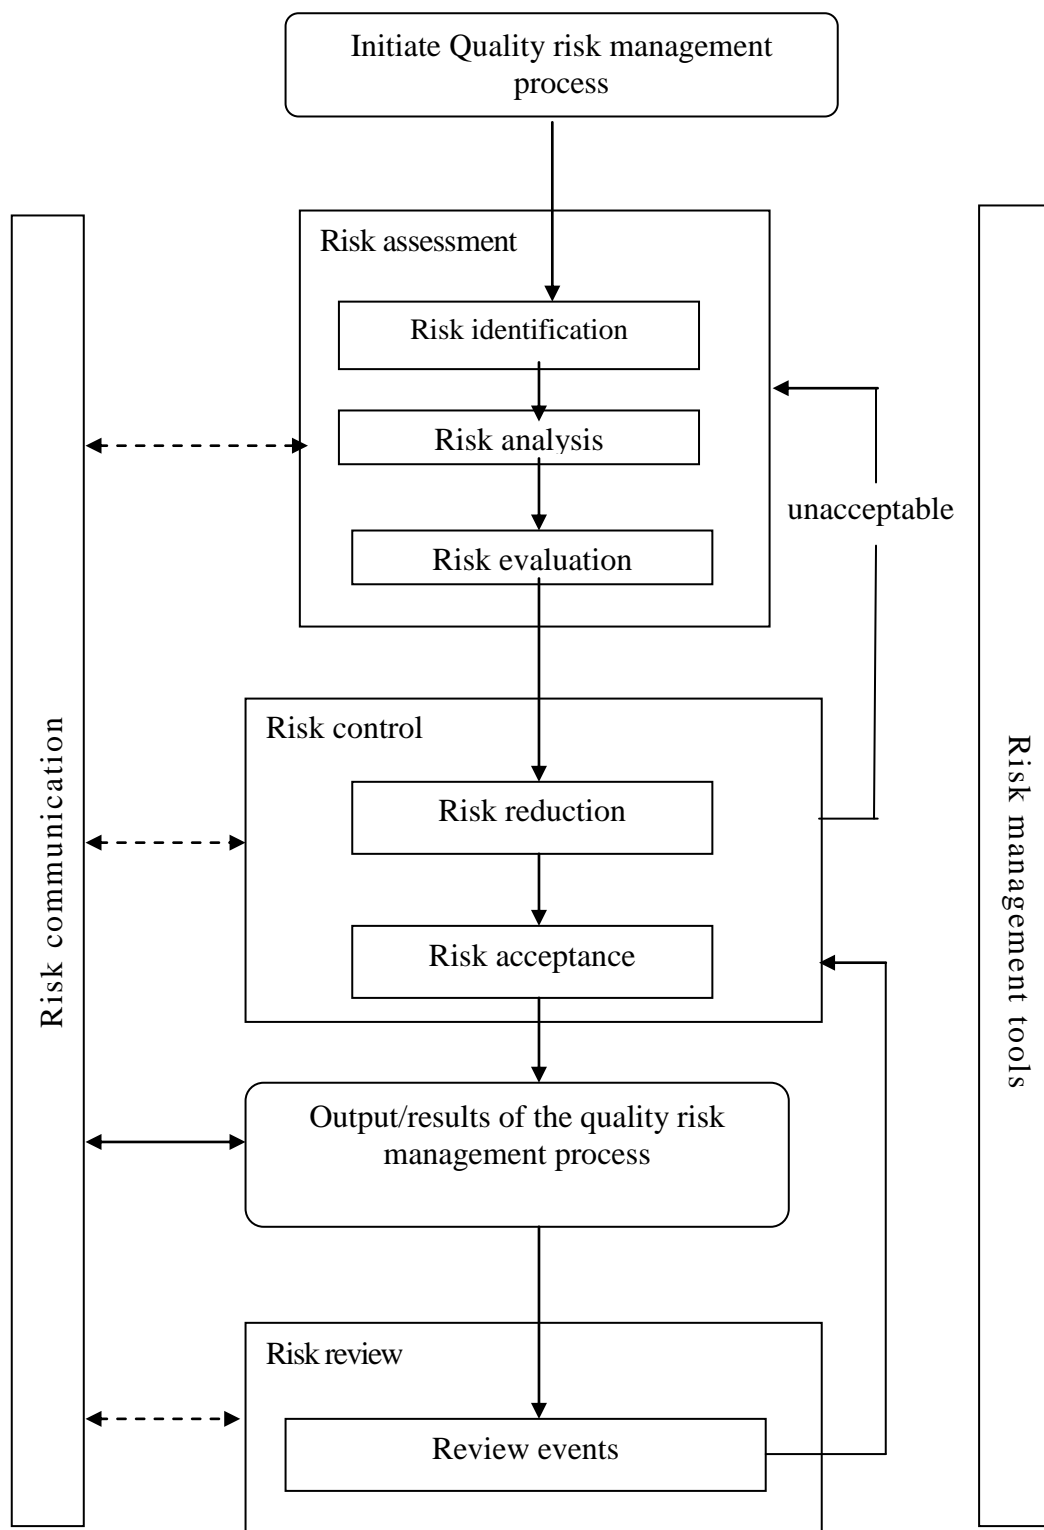 Initiate Quality risk management
process
Risk assessment
Risk identification
Risk analysis
unacceptable
Risk evaluation
Risk control
Risk reduction
Risk acceptance
Output/results of the quality risk
management process
Risk review
Review events
Risk communication
Risk management tools